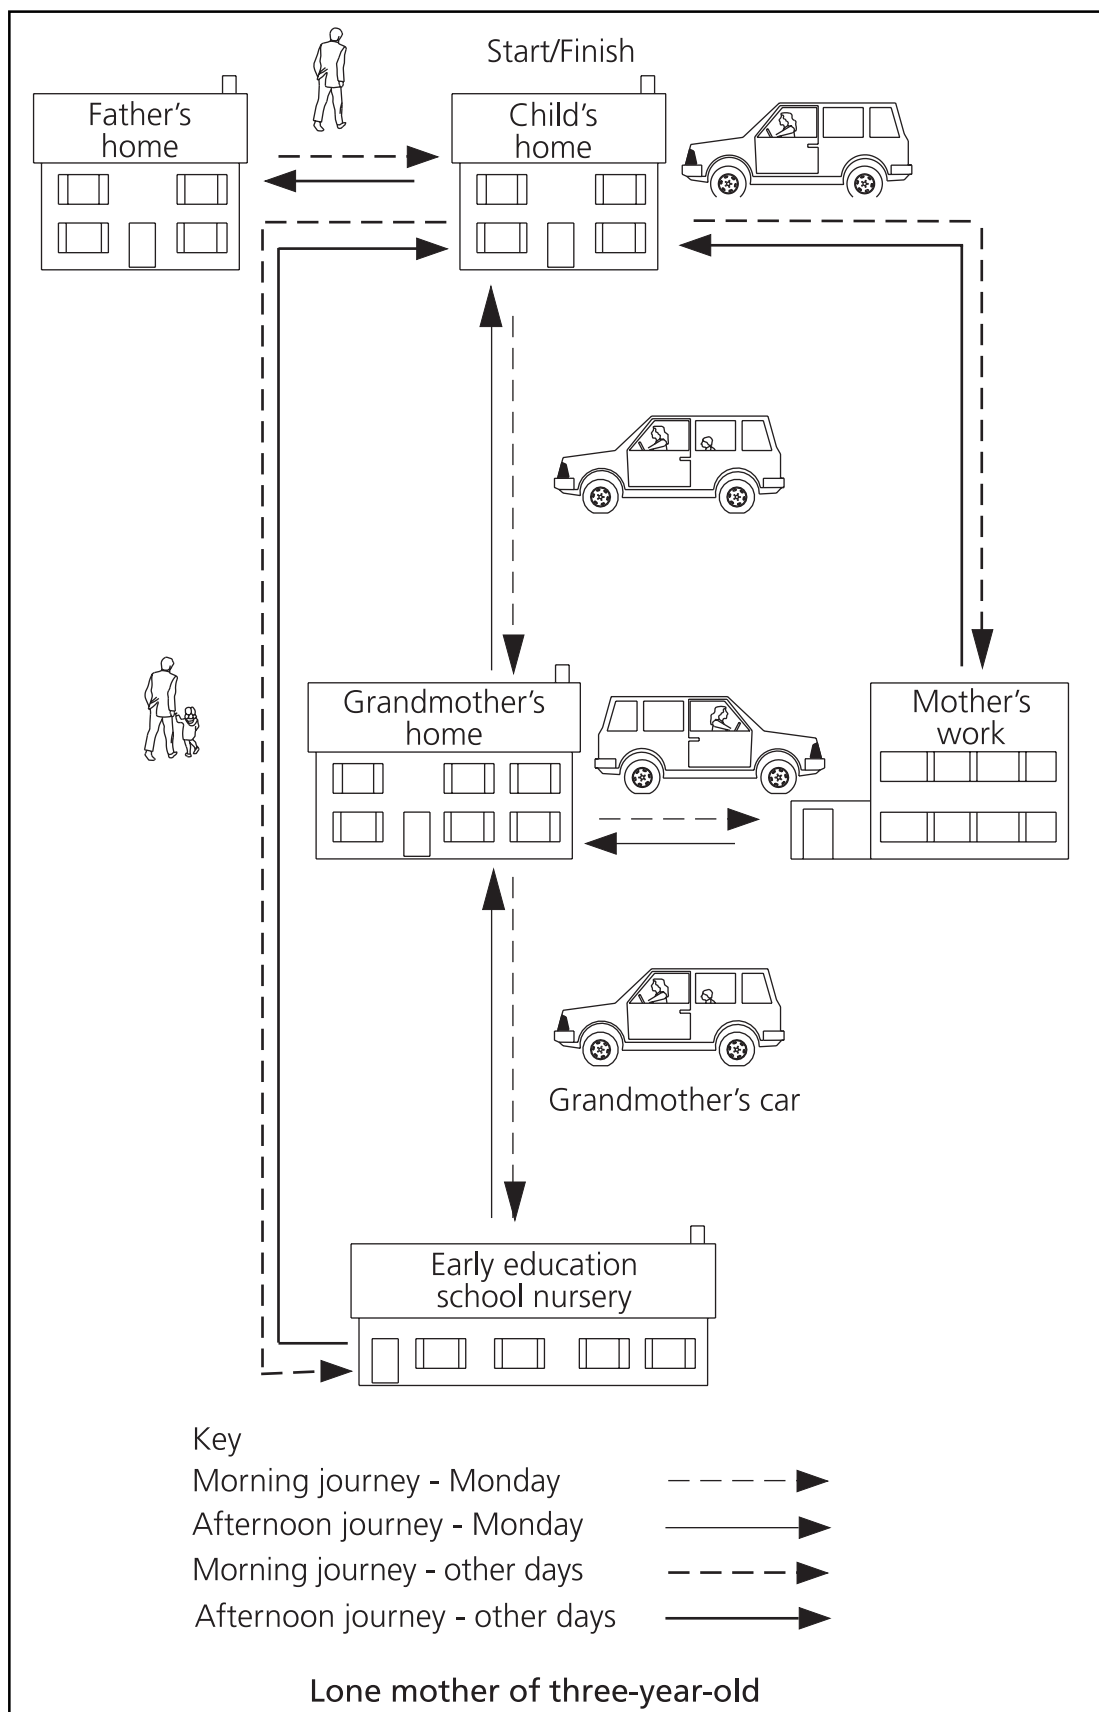 Start/Finish
Father's
home
Child's
home
Grandmother's
home
Mother's
work
Grandmother's car
Early education
school nursery
Key
Morning journey - Monday
Afternoon journey - Monday
Morning journey - other days
Afternoon journey - other days
Lone mother of three-year-old